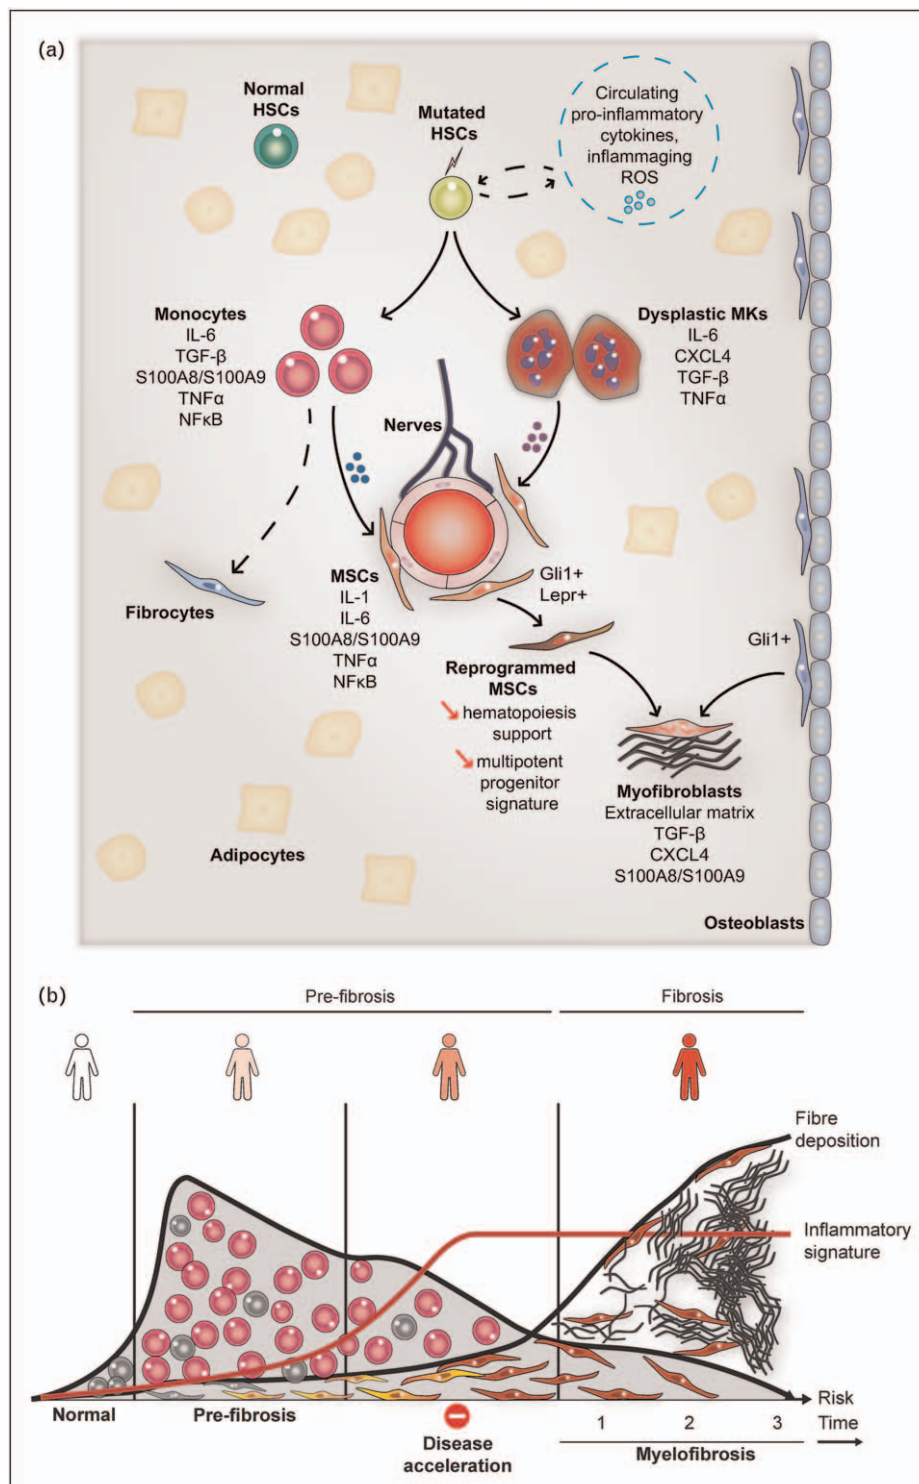 (a)
Normal
HSCs
Mutated
HSCs
Circulating
pro-inflammatory
cytokines,
inflammaging
ROS
Monocytes
IL-6
TGF-β
S100A8/S100A9
TNFα
NFκB
Dysplastic MKs
IL-6
CXCL4
TGF-β
TNFα
Nerves
Fibrocytes
MSCs
IL-1
IL-6
S100A8/S100A9
TNFα
NFκB
Gli1+
Lepr+
Reprogrammed
MSCs
hematopoiesis
support
multipotent
progenitor
signature
Gli1+
Myofibroblasts
Extracellular matrix
TGF-β
CXCL4
S100A8/S100A9
Adipocytes
Osteoblasts
(b)
Pre-fibrosis
Fibrosis
Fibre
deposition
Inflammatory
signature
Risk
Normal
Pre-fibrosis
Disease
acceleration
1 2 3
Time
Myelofibrosis